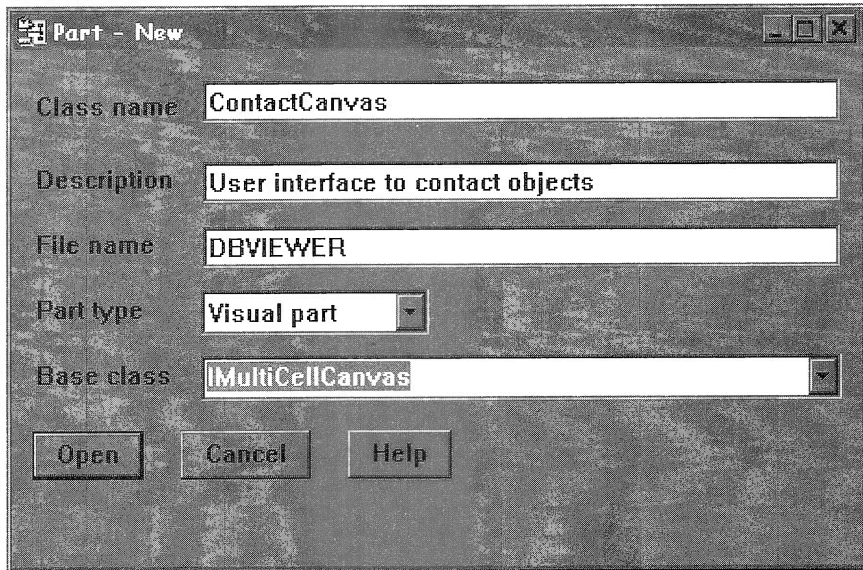 Part - New
Class name ContactCanvas
Description User interface to contact objects
File name DBVIEWER
Part type Visual part
Base class IMultiCellCanvas
Open Cancel Help